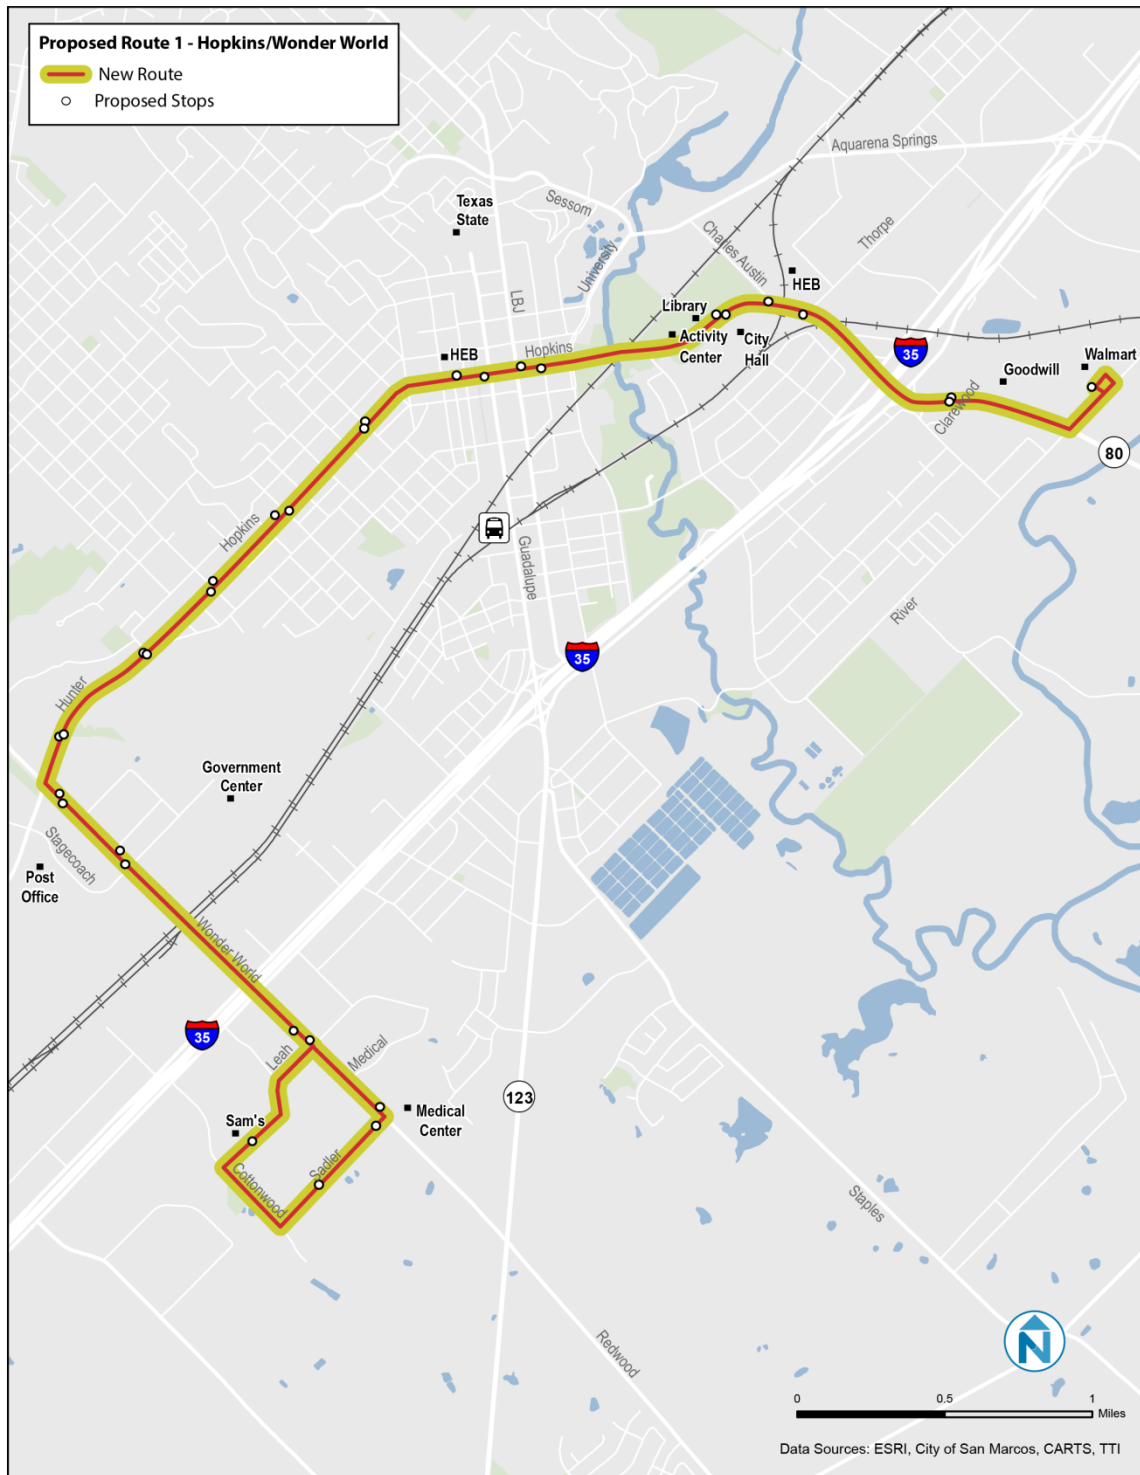 Proposed Route 1 - Hopkins/Wonder World
New Route
Proposed Stops
Aquarena Springs
Sessom
Texas
State
Thorpe
Charles Austin
University
HEB
LBJ
Library
Activity
Center
City
Hall
Hopkins
HEB
35
Walmart
Goodwill
Clarewood
80
Hopkins
Guadalupe
River
35
Hunter
Government
Center
Stagecoach
Post
Office
Wonder World
35
Leah
Medical
123
Medical
Center
Sam's
Sadler
Cottonwood
Staples
Redwood
N
0
0.5
1
Miles
Data Sources: ESRI, City of San Marcos, CARTS, TTI